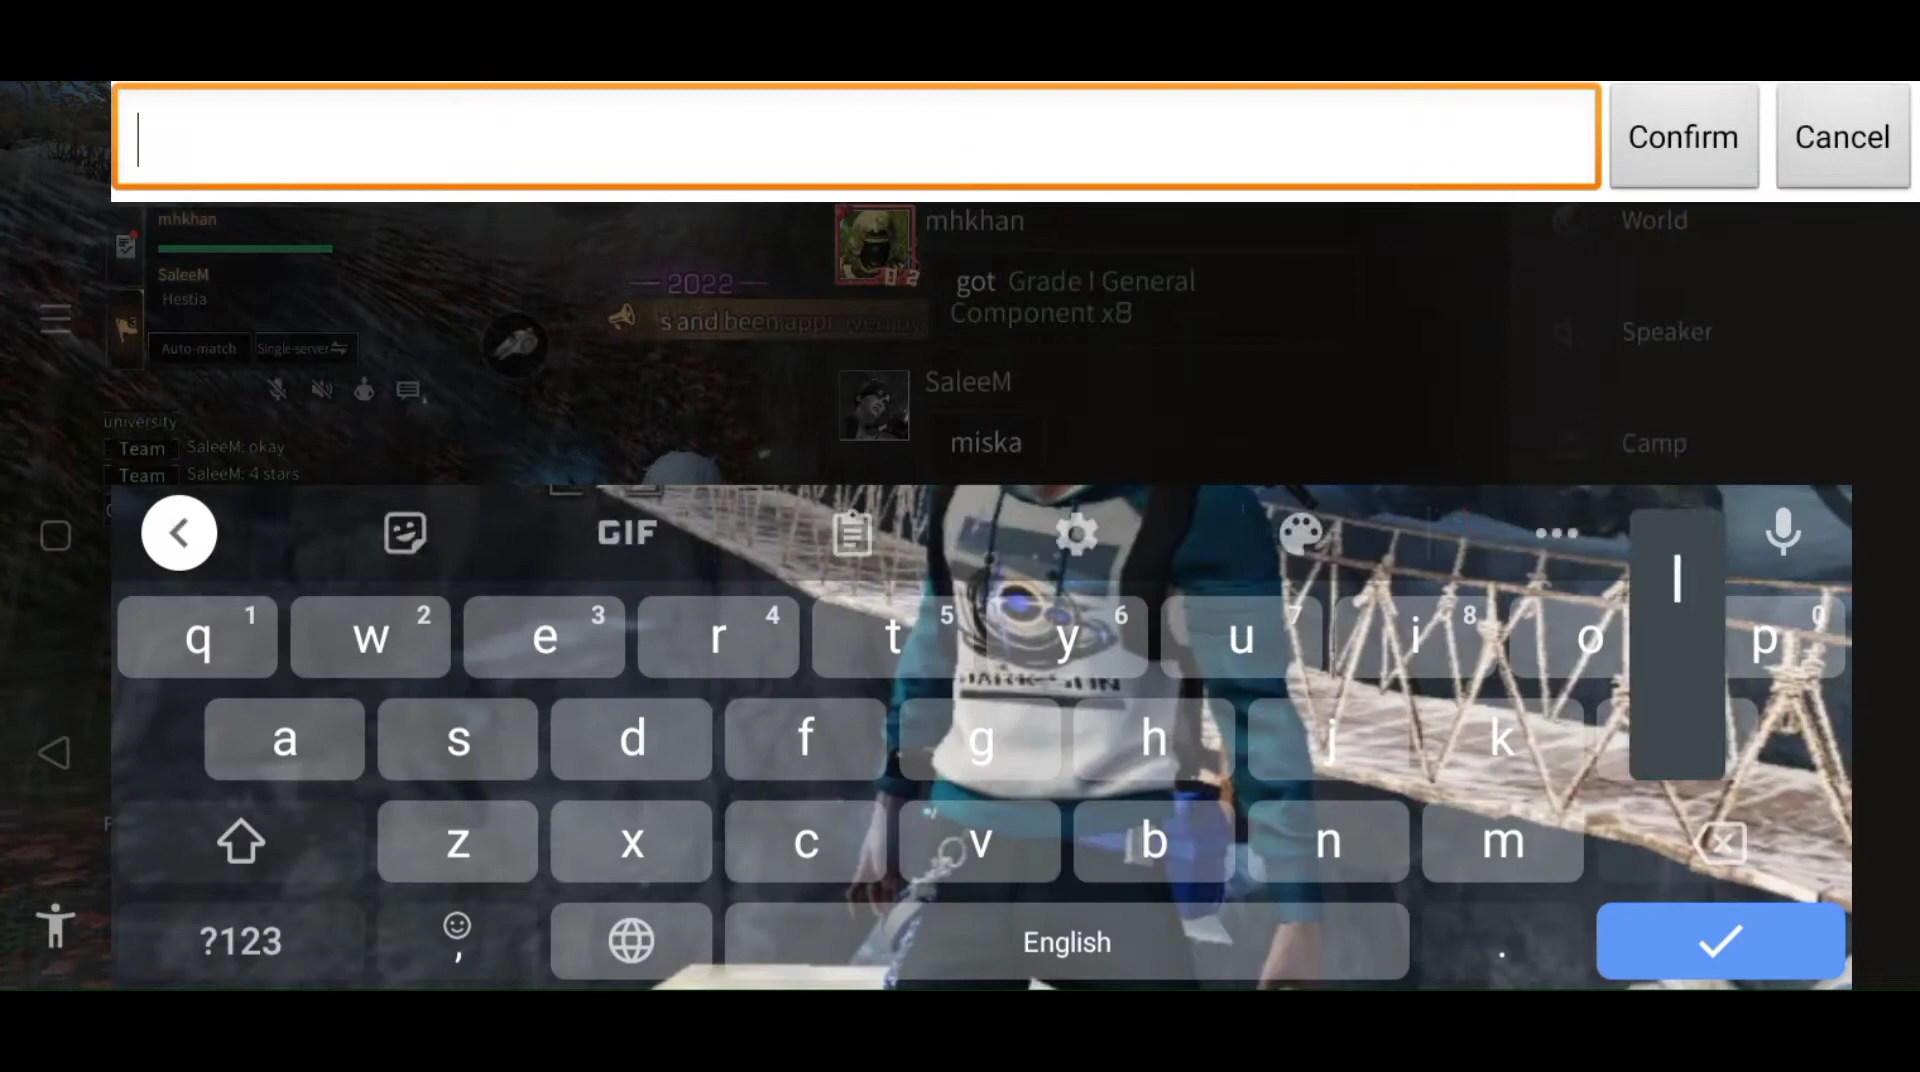 Confirm
Cancel
mhkhan
SaleeM
Hestia
Auto-match
Single-server
university
Team SaleeM: okay
Team SaleeM: 4 stars
2022
s and been approved
mhkhan
got Grade I General
Component x8
SaleeM
miska
World
Speaker
Camp
GIF
l
q 1 w 2 e 3 r 4 t 5 y 6 u 7 i 8 o p 0
a s d f g h j k
z x c v b n m
?123 , English .